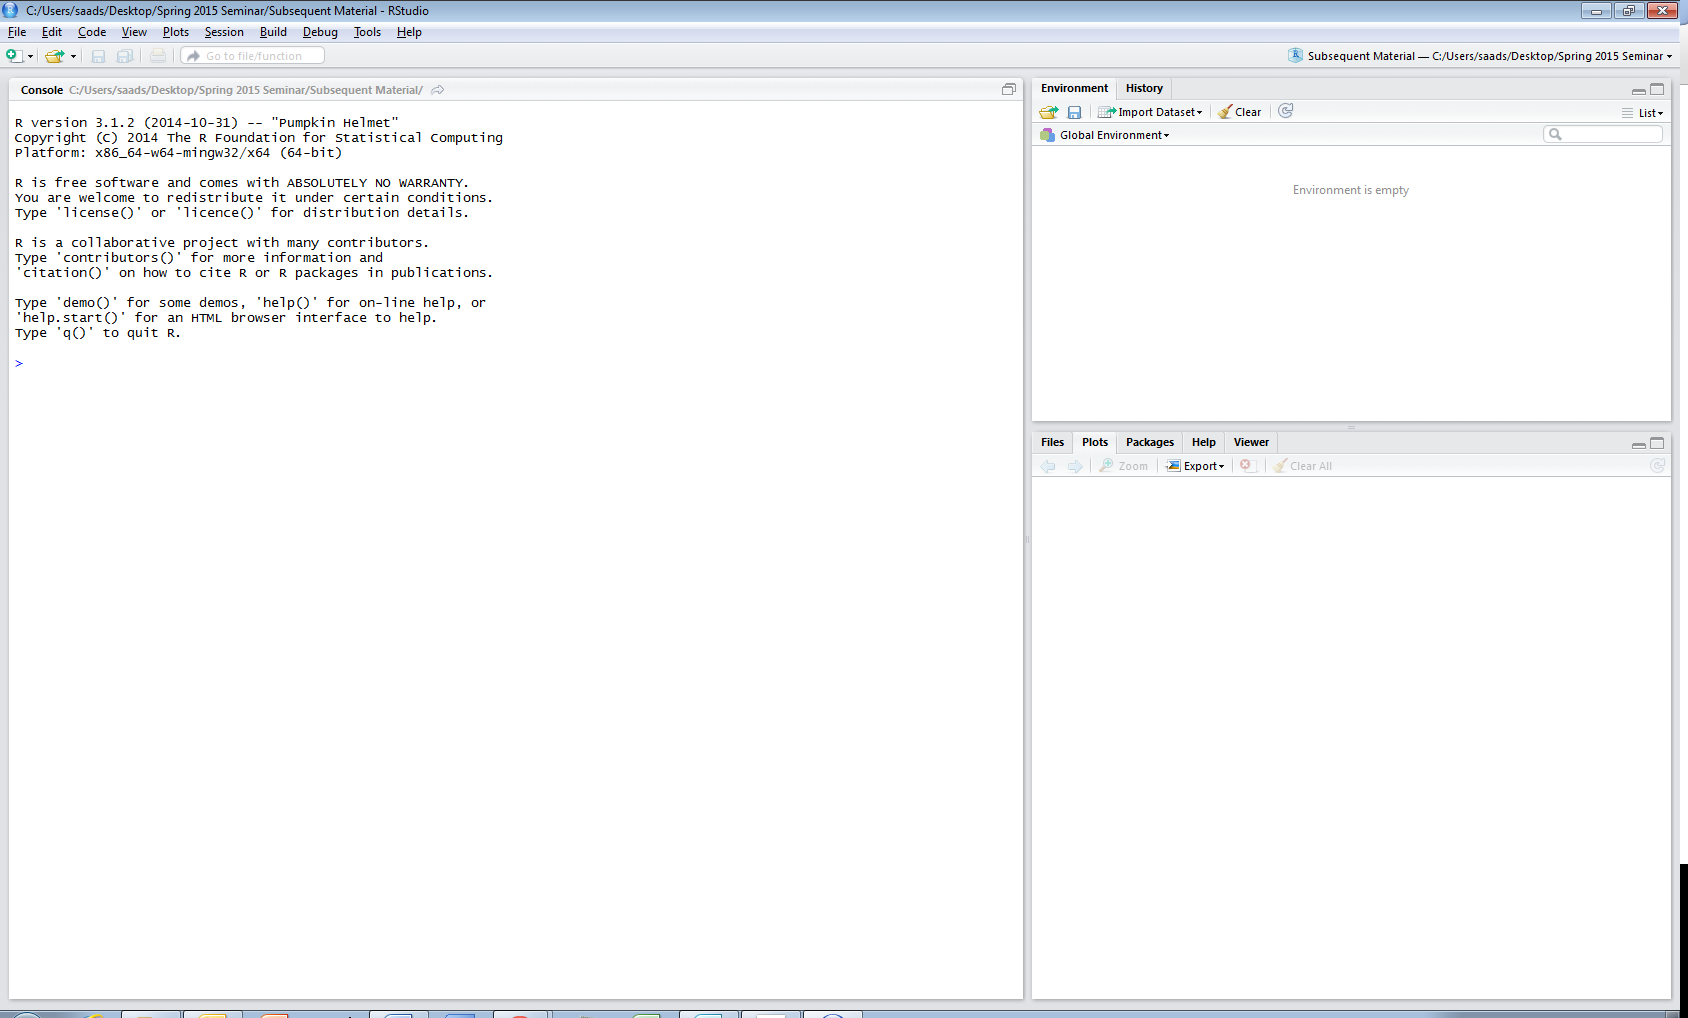 C:/Users/saads/Desktop/Spring 2015 Seminar/Subsequent Material - RStudio
File Edit Code View Plots Session Build Debug Tools Help
Go to file/function
Subsequent Material — C:/Users/saads/Desktop/Spring 2015 Seminar
Console C:/Users/saads/Desktop/Spring 2015 Seminar/Subsequent Material/
R version 3.1.2 (2014-10-31) -- "Pumpkin Helmet"
Copyright (C) 2014 The R Foundation for Statistical Computing
Platform: x86_64-w64-mingw32/x64 (64-bit)
R is free software and comes with ABSOLUTELY NO WARRANTY.
You are welcome to redistribute it under certain conditions.
Type 'license()' or 'licence()' for distribution details.
R is a collaborative project with many contributors.
Type 'contributors()' for more information and
'citation()' on how to cite R or R packages in publications.
Type 'demo()' for some demos, 'help()' for on-line help, or
'help.start()' for an HTML browser interface to help.
Type 'q()' to quit R.
>
Environment History
Import Dataset Clear List
Global Environment
Environment is empty
Files Plots Packages Help Viewer
Zoom Export Clear All